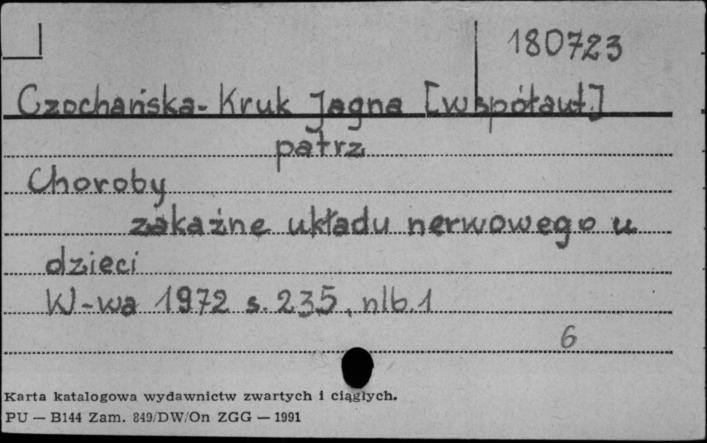 180723
Czochańska-Kruk Jagna [współaut.]
patrz
Choroby
zakaźne układu nerwowego u
dzieci
W-wa 1972 s. 235, nlb. 1
6
Karta katalogowa wydawnictw zwartych i ciągłych.
PU — B144 Zam. 849/DW/On ZGG — 1991